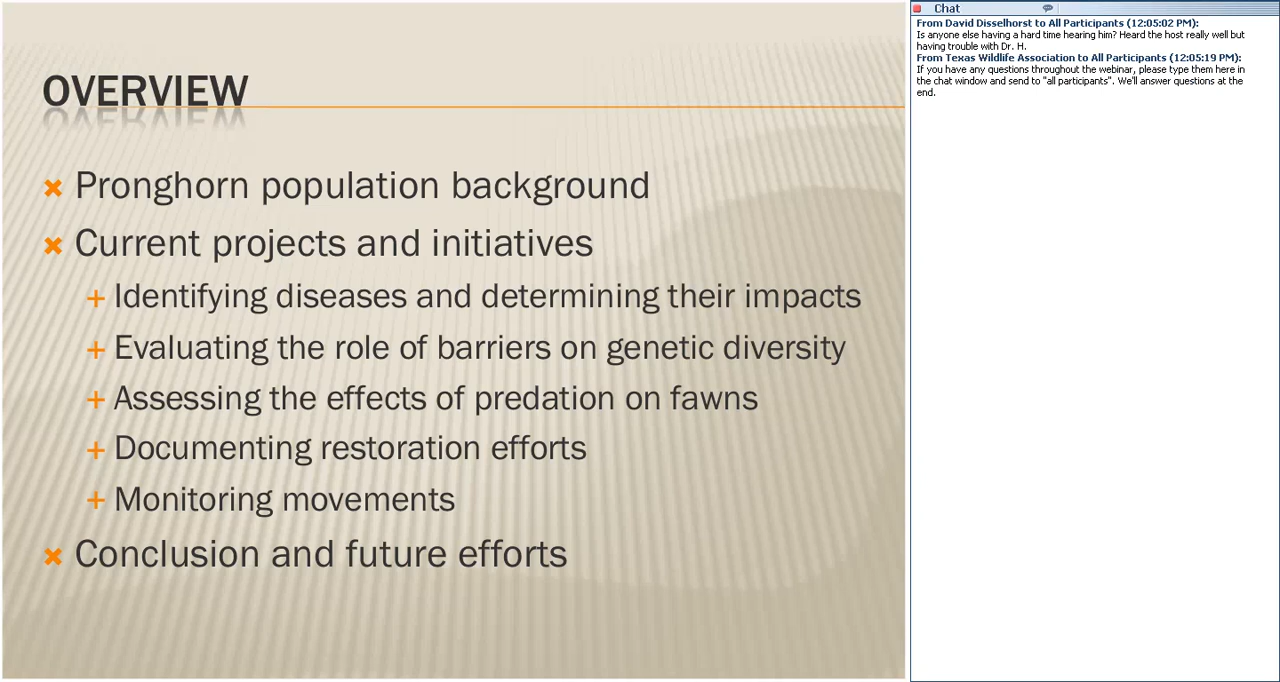 OVERVIEW
Pronghorn population background
Current projects and initiatives
Identifying diseases and determining their impacts
Evaluating the role of barriers on genetic diversity
Assessing the effects of predation on fawns
Documenting restoration efforts
Monitoring movements
Conclusion and future efforts
Chat
From David Disselhorst to All Participants (12:05:02 PM):
Is anyone else having a hard time hearing him? Heard the host really well but
having trouble with Dr. H.
From Texas Wildlife Association to All Participants (12:05:19 PM):
If you have any questions throughout the webinar, please type them here in
the chat window and send to "all participants". We'll answer questions at the
end.